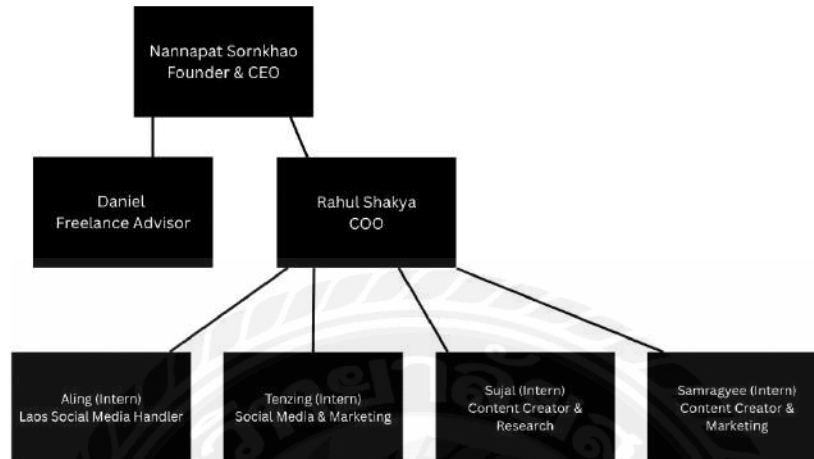 Nannapat Sornkhao
Founder & CEO
Daniel
Freelance Advisor
Rahul Shakya
COO
Aling (Intern)
Laos Social Media Handler
Tenzing (Intern)
Social Media & Marketing
Sujal (Intern)
Content Creator &
Research
Samragyee (Intern)
Content Creator &
Marketing